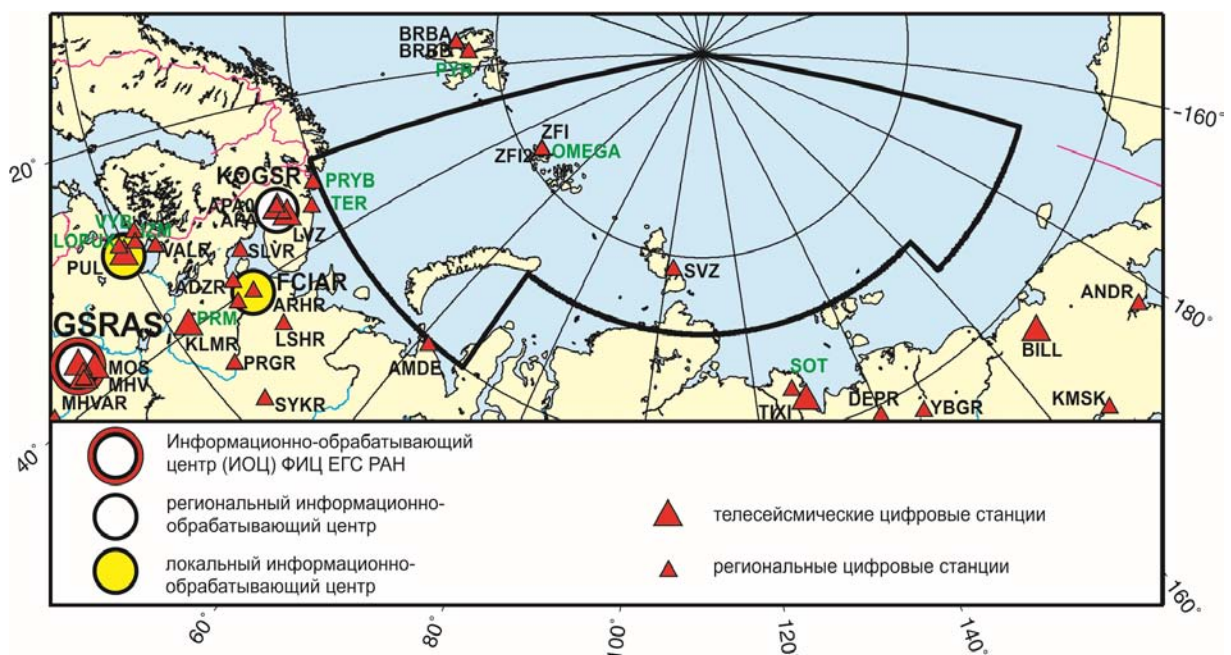 BRBA
BRBB
PYR
-160°
ZFI
ZFI2
OMEGA
20°
KOGSR
PRYB
APA0
TER
APA
LVZ
VYB
IZM
LOPUX
VALR
SLVR
PUL
SVZ
ADZR
FCIAR
ARHR
ANDR
180°
GSRAS
PRM
KLMR
LSHR
BILL
MOS
PRGR
AMDE
SOT
MHV
MHVAR
SYKR
TIXI
DEPR
YBGR
KMSK
40°
Информационно-обрабатывающий
центр (ИОЦ) ФИЦ ЕГС РАН
региональный информационно-
обрабатывающий центр
телесейсмические цифровые станции
локальный информационно-
обрабатывающий центр
региональные цифровые станции
160°
60°
80°
100°
120°
140°